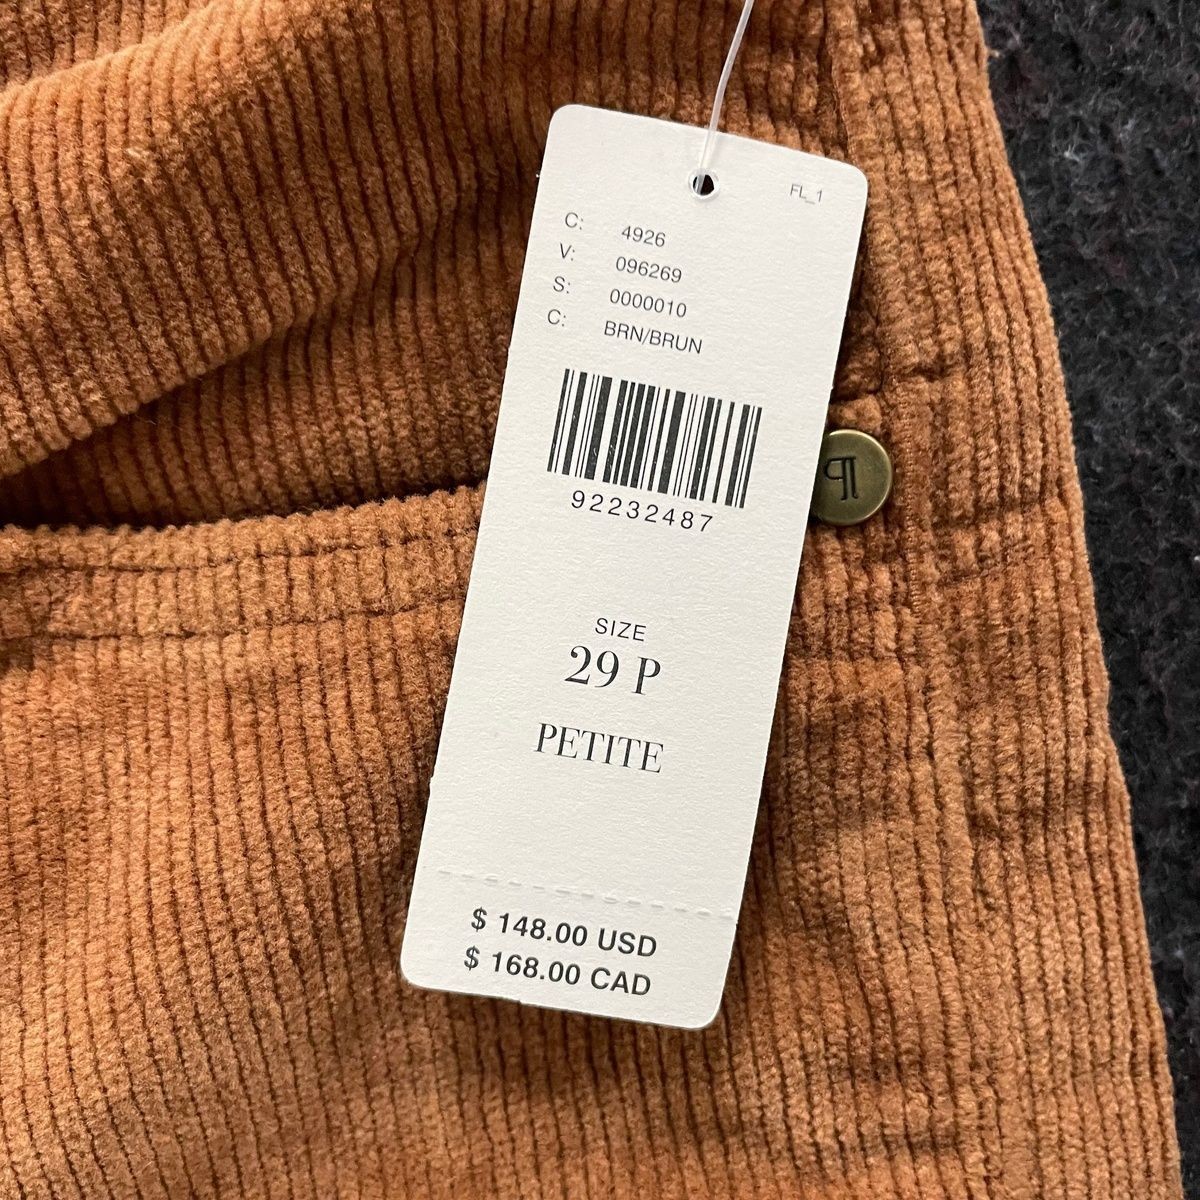 FL_1
C: 4926
V: 096269
S: 0000010
C: BRN/BRUN
92232487
SIZE
29 P
PETITE
$ 148.00 USD
$ 168.00 CAD